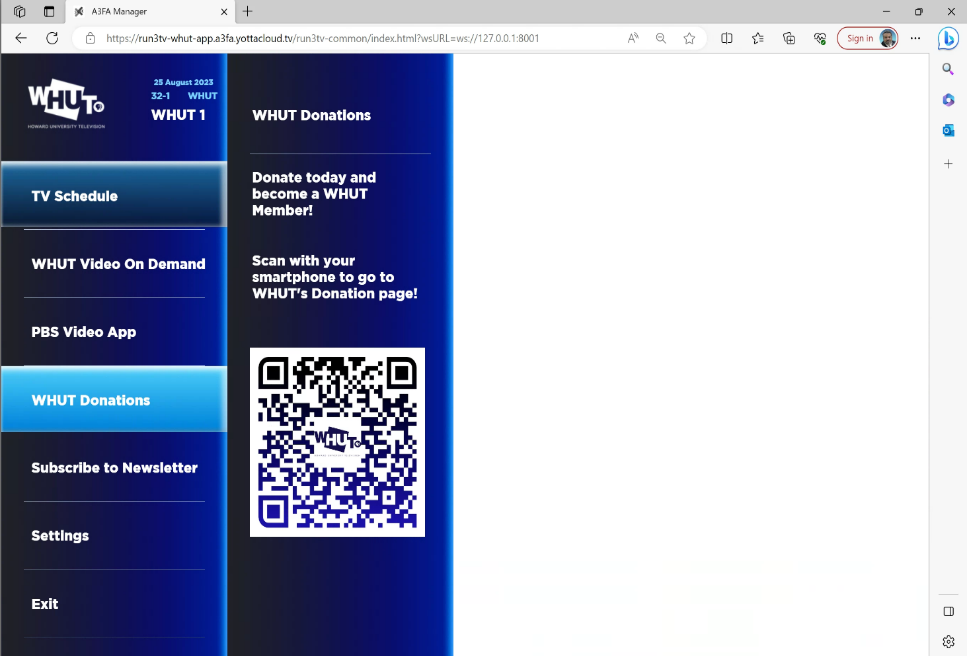 A3FA Manager
https://run3tv-whut-app.a3fa.yottacloud.tv/run3tv-common/index.html?wsURL=ws://127.0.0.1:8001
Sign in
WHUT
HOWARD UNIVERSITY TELEVISION
25 August 2023
32-1 WHUT
WHUT 1
TV Schedule
WHUT Video On Demand
PBS Video App
WHUT Donations
Subscribe to Newsletter
Settings
Exit
WHUT Donations
Donate today and
become a WHUT
Member!
Scan with your
smartphone to go to
WHUT's Donation page!
WHUT
HOWARD UNIVERSITY TELEVISION